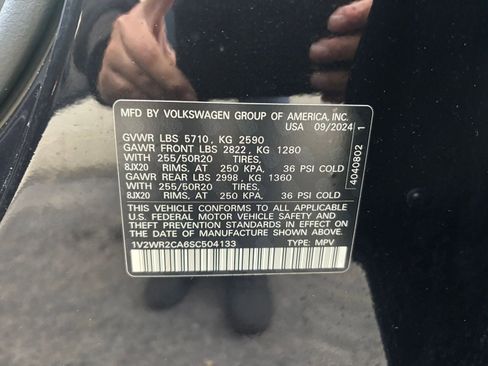 MFD BY VOLKSWAGEN GROUP OF AMERICA, INC.
USA 09/2024
GVWR LBS 5710, KG 2590
GAWR FRONT LBS 2822, KG 1280
WITH 255/50R20 TIRES,
8JX20 RIMS, AT 250 KPA, 36 PSI COLD
GAWR REAR LBS 2998, KG 1360
WITH 255/50R20 TIRES,
8JX20 RIMS, AT 250 KPA, 36 PSI COLD
THIS VEHICLE CONFORMS TO ALL APPLICABLE
U.S. FEDERAL MOTOR VEHICLE SAFETY AND
THEFT PREVENTION STANDARDS IN EFFECT ON
THE DATE OF MANUFACTURE SHOWN ABOVE.
1V2WR2CA6SC504133 TYPE: MPV
4040802 1